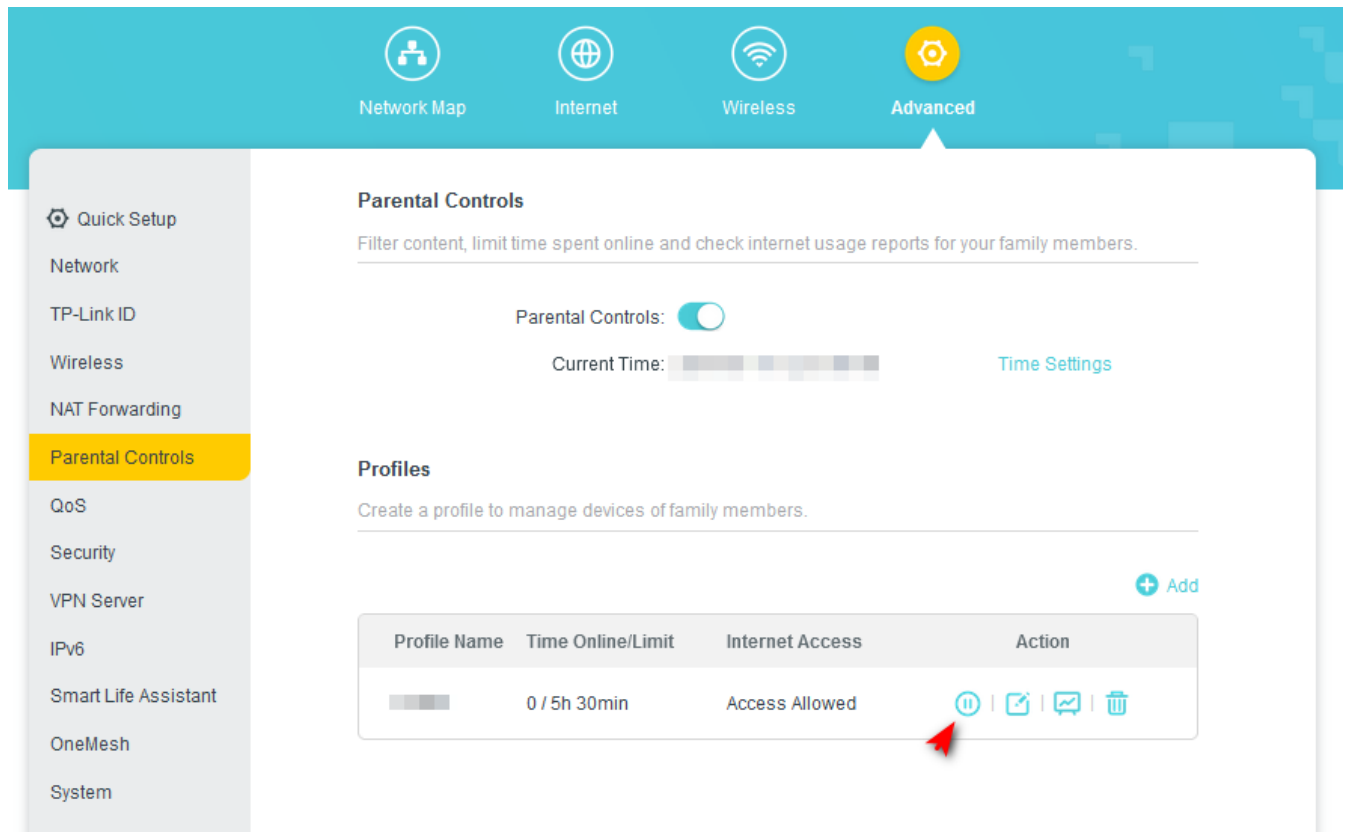 Network Map
Internet
Wireless
Advanced
Quick Setup
Network
TP-Link ID
Wireless
NAT Forwarding
Parental Controls
QoS
Security
VPN Server
IPv6
Smart Life Assistant
OneMesh
System
Parental Controls
Filter content, limit time spent online and check internet usage reports for your family members.
Parental Controls:
Current Time:
Time Settings
Profiles
Create a profile to manage devices of family members.
Add
Profile Name Time Online/Limit Internet Access Action
0 / 5h 30min Access Allowed